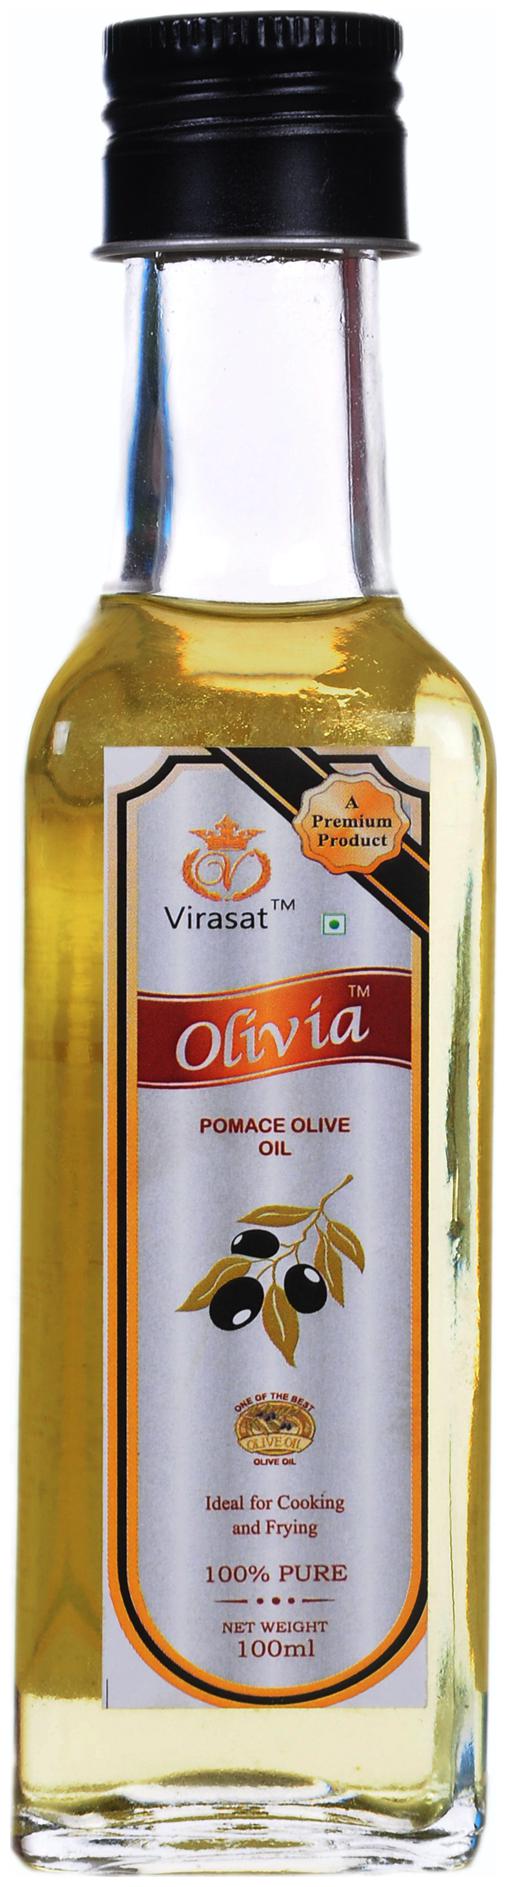 A
Premium
Product
V
Virasat™
Olivia™
POMACE OLIVE
OIL
ONE OF THE BEST
OLIVE OIL
OLIVE OIL
Ideal for Cooking
and Frying
100% PURE
NET WEIGHT
100ml